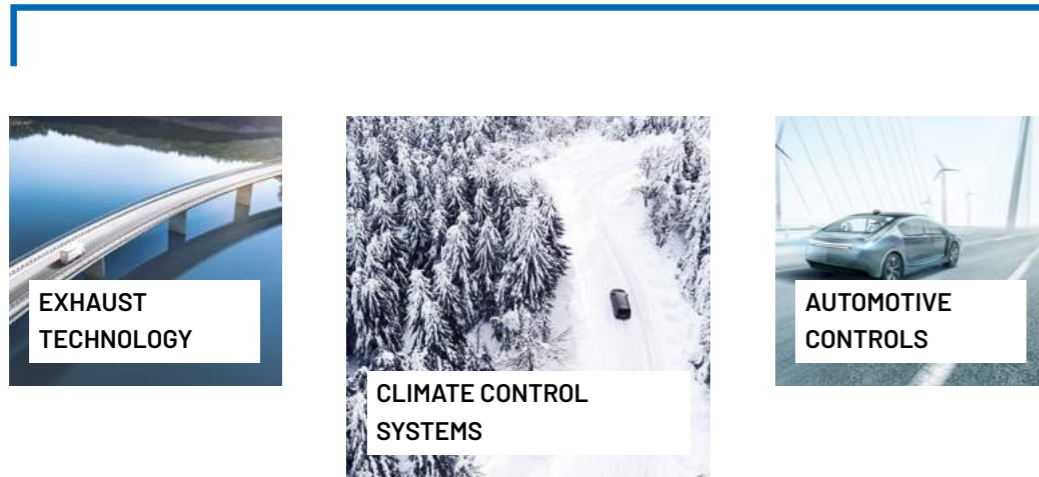 EXHAUST
TECHNOLOGY
CLIMATE CONTROL
SYSTEMS
AUTOMOTIVE
CONTROLS